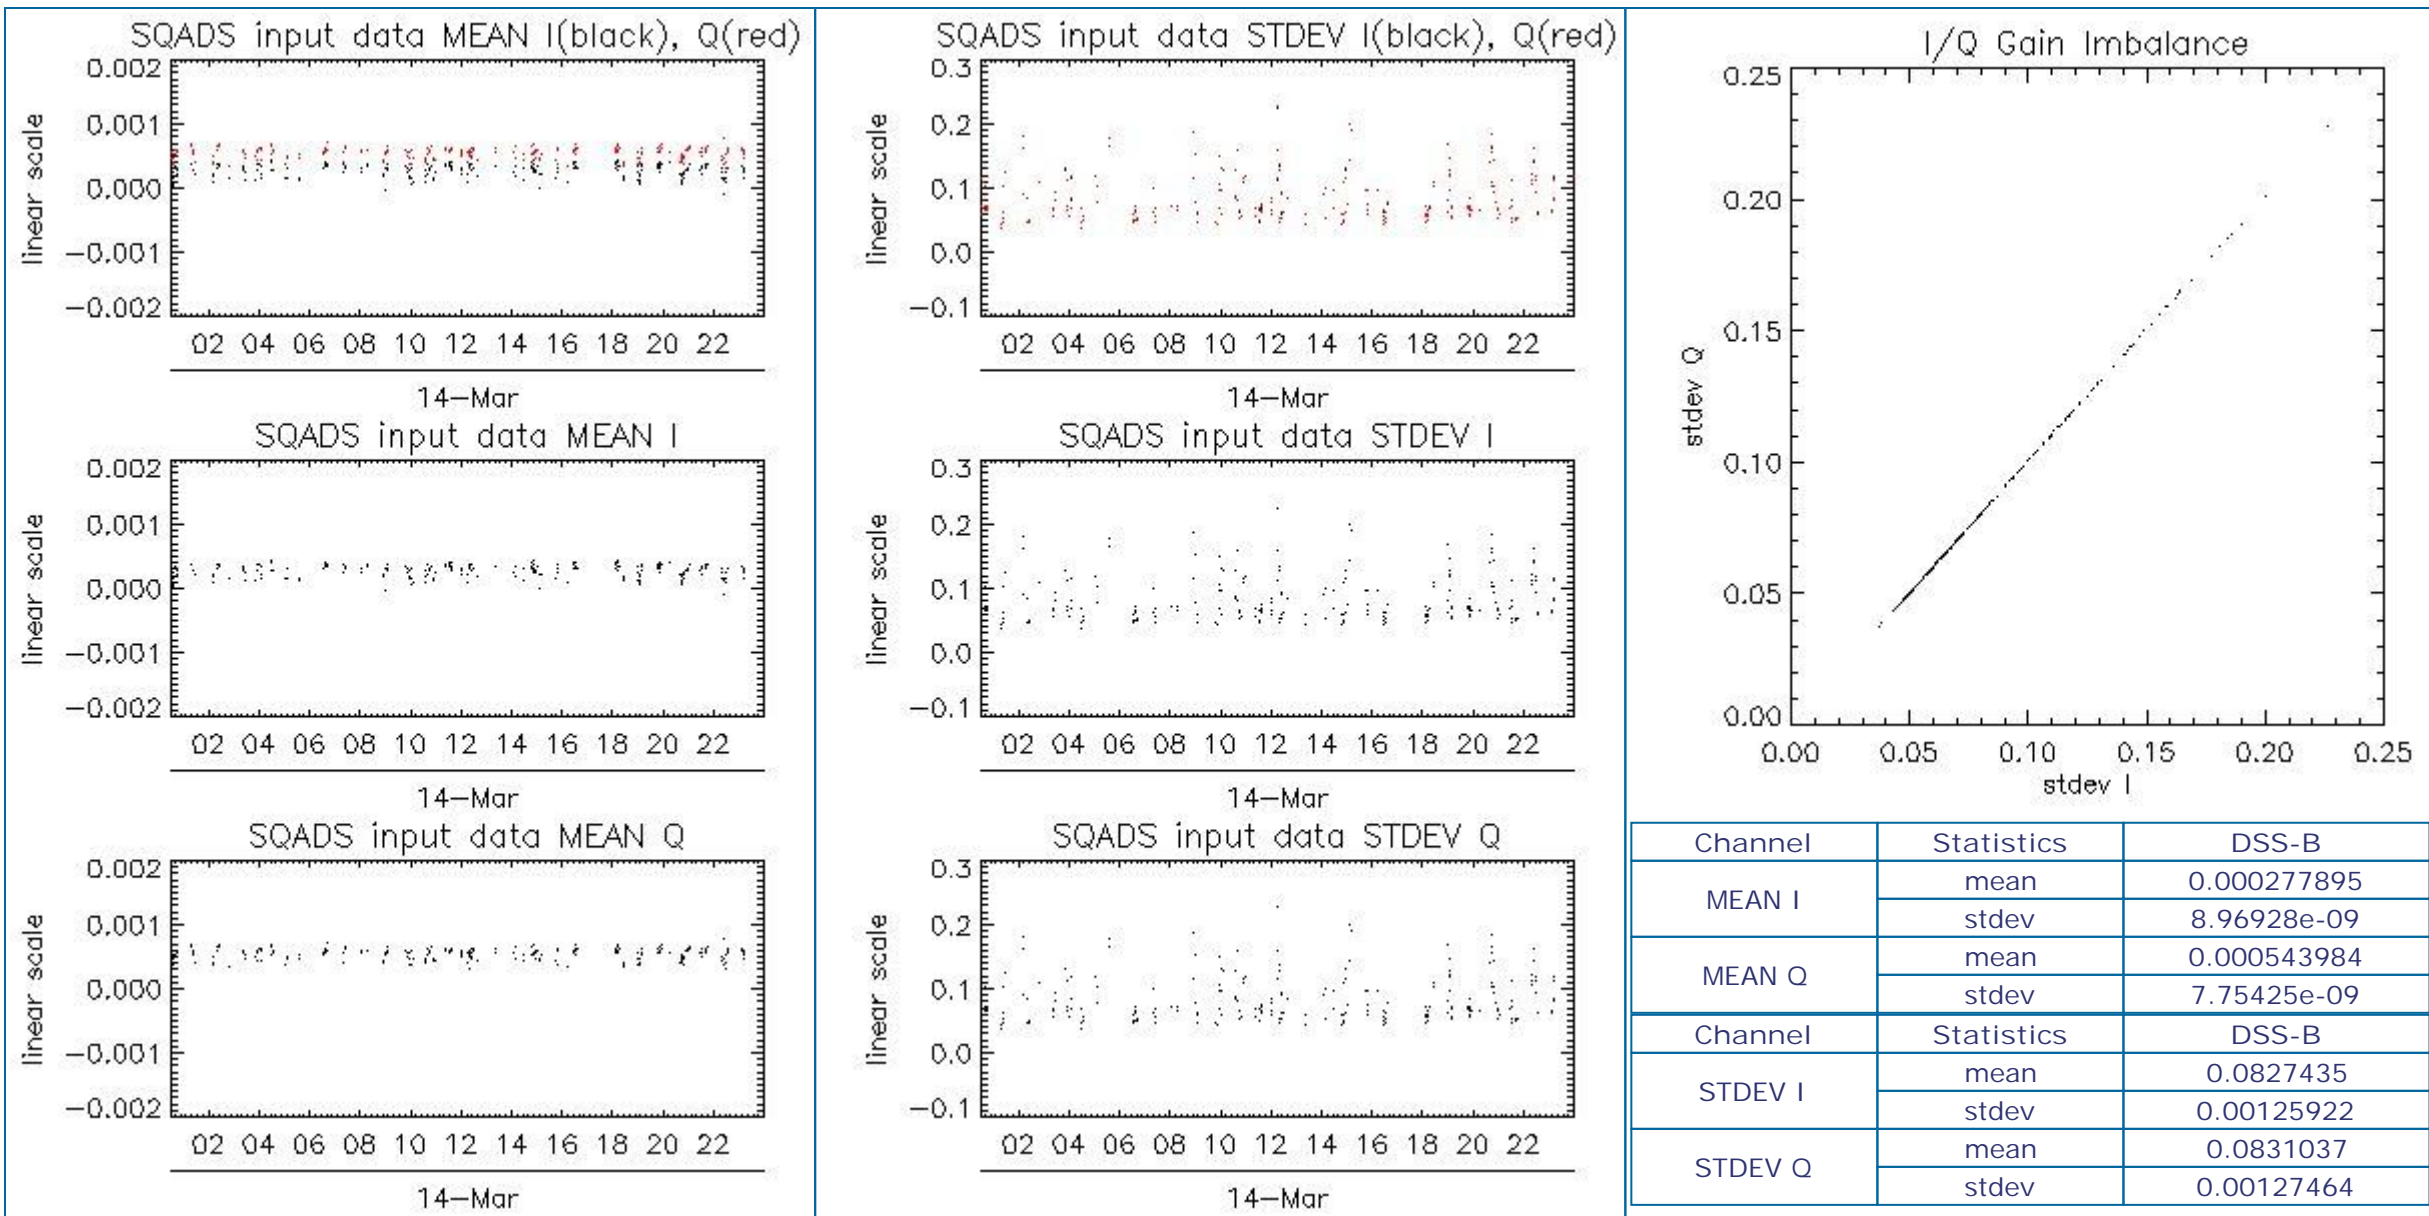 SQADS input data MEAN I(black), Q(red)
0.002
0.001
0.000
-0.001
-0.002
linear scale
02 04 06 08 10 12 14 16 18 20 22
14-Mar
SQADS input data MEAN I
0.002
0.001
0.000
-0.001
-0.002
linear scale
02 04 06 08 10 12 14 16 18 20 22
14-Mar
SQADS input data MEAN Q
0.002
0.001
0.000
-0.001
-0.002
linear scale
02 04 06 08 10 12 14 16 18 20 22
14-Mar
SQADS input data STDEV I(black), Q(red)
0.3
0.2
0.1
0.0
-0.1
linear scale
02 04 06 08 10 12 14 16 18 20 22
14-Mar
SQADS input data STDEV I
0.3
0.2
0.1
0.0
-0.1
linear scale
02 04 06 08 10 12 14 16 18 20 22
14-Mar
SQADS input data STDEV Q
0.3
0.2
0.1
0.0
-0.1
linear scale
02 04 06 08 10 12 14 16 18 20 22
14-Mar
I/Q Gain Imbalance
0.25
0.20
0.15
0.10
0.05
0.00
stdev Q
0.00 0.05 0.10 0.15 0.20 0.25
stdev I
Channel Statistics DSS-B
MEAN I mean 0.000277895
stdev 8.96928e-09
MEAN Q mean 0.000543984
stdev 7.75425e-09
Channel Statistics DSS-B
STDEV I mean 0.0827435
stdev 0.00125922
STDEV Q mean 0.0831037
stdev 0.00127464